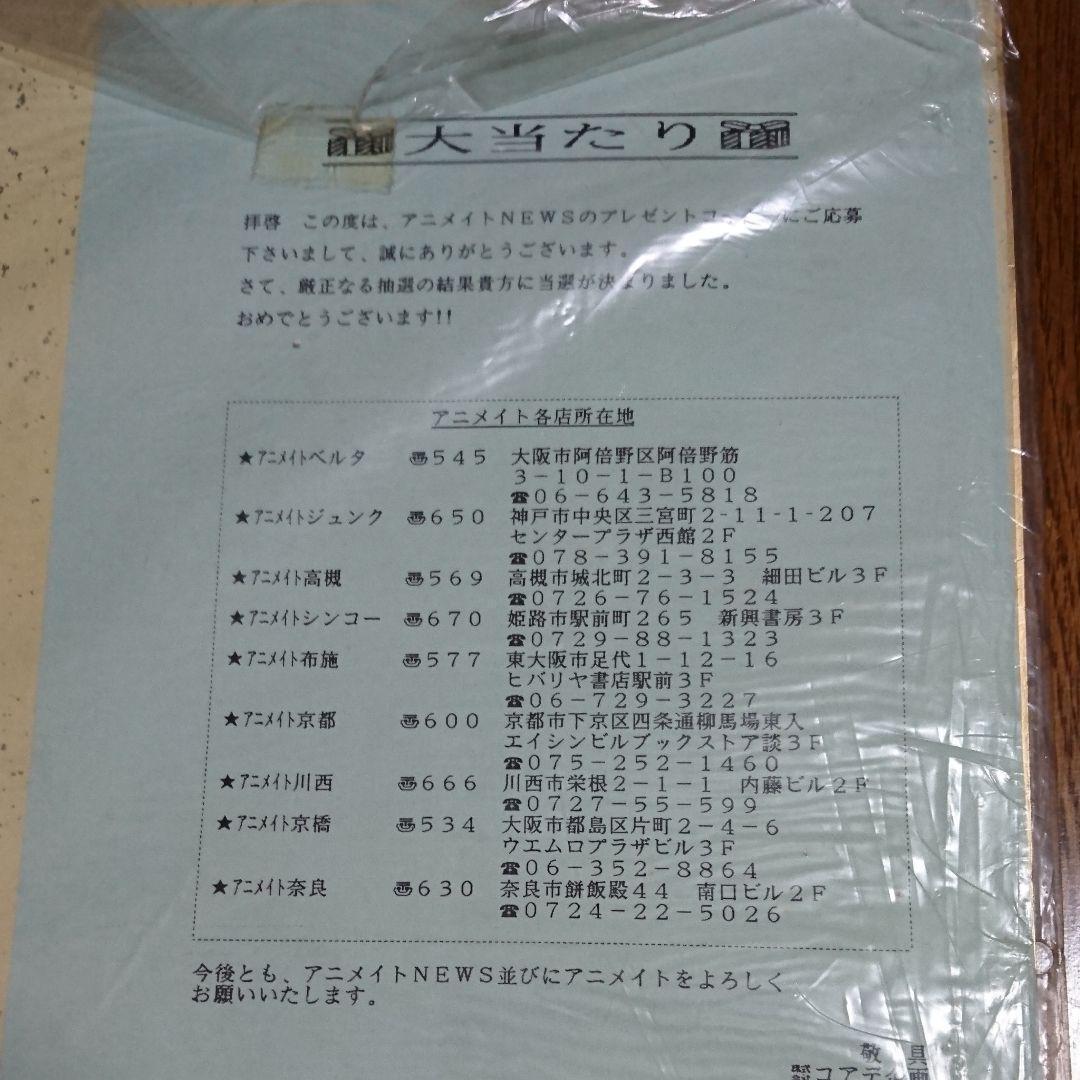 大当たり
拝啓 この度は、アニメイトNEWSのプレゼントコ にご応募
下さいまして、誠にありがとうございます。
さて、厳正なる抽選の結果貴方に当選が決まりました。
おめでとうございます!!
アニメイト各店所在地
★アニメイトベルタ 〠545 大阪市阿倍野区阿倍野筋
3-10-1-B100
☎06-643-5818
★アニメイトジュンク 〠650 神戸市中央区三宮町2-11-1-207
センタープラザ西館2F
☎078-391-8155
★アニメイト高槻 〠569 高槻市城北町2-3-3 細田ビル3F
☎0726-76-1524
★アニメイトシンコー 〠670 姫路市駅前町265 新興書房3F
☎0729-88-1323
★アニメイト布施 〠577 東大阪市足代1-12-16
ヒバリヤ書店駅前3F
☎06-729-3227
★アニメイト京都 〠600 京都市下京区四条通柳馬場東入
エイシンビルブックストア談3F
☎075-252-1460
★アニメイト川西 〠666 川西市栄根2-1-1 内藤ビル2F
☎0727-55-599
★アニメイト京橋 〠534 大阪市都島区片町2-4-6
ウエムロプラザビル3F
☎06-352-8864
★アニメイト奈良 〠630 奈良市餅飯殿44 南口ビル2F
☎0724-22-5026
今後とも、アニメイトNEWS並びにアニメイトをよろしく
お願いいたします。
敬具
コアデ